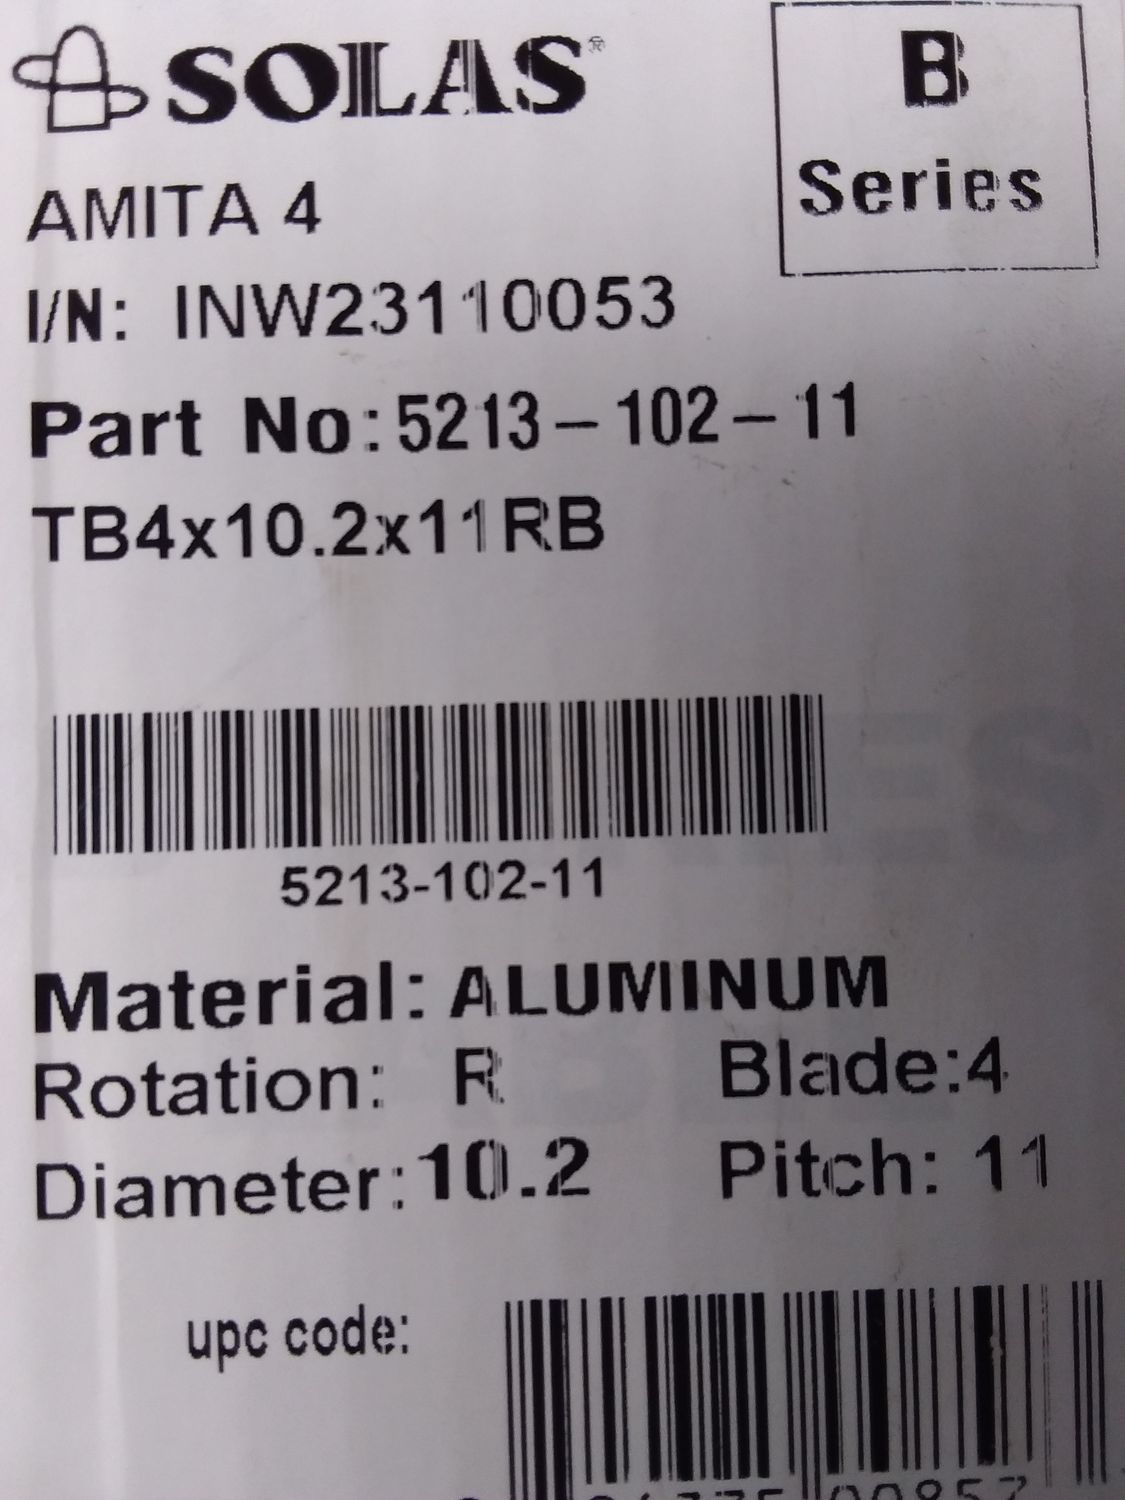 SOLAS®
B
Series
AMITA 4
I/N: INW23110053
Part No: 5213-102-11
TB4x10.2x11RB
5213-102-11
Material: ALUMINUM
Rotation: R Blade:4
Diameter: 10.2 Pitch: 11
upc code: